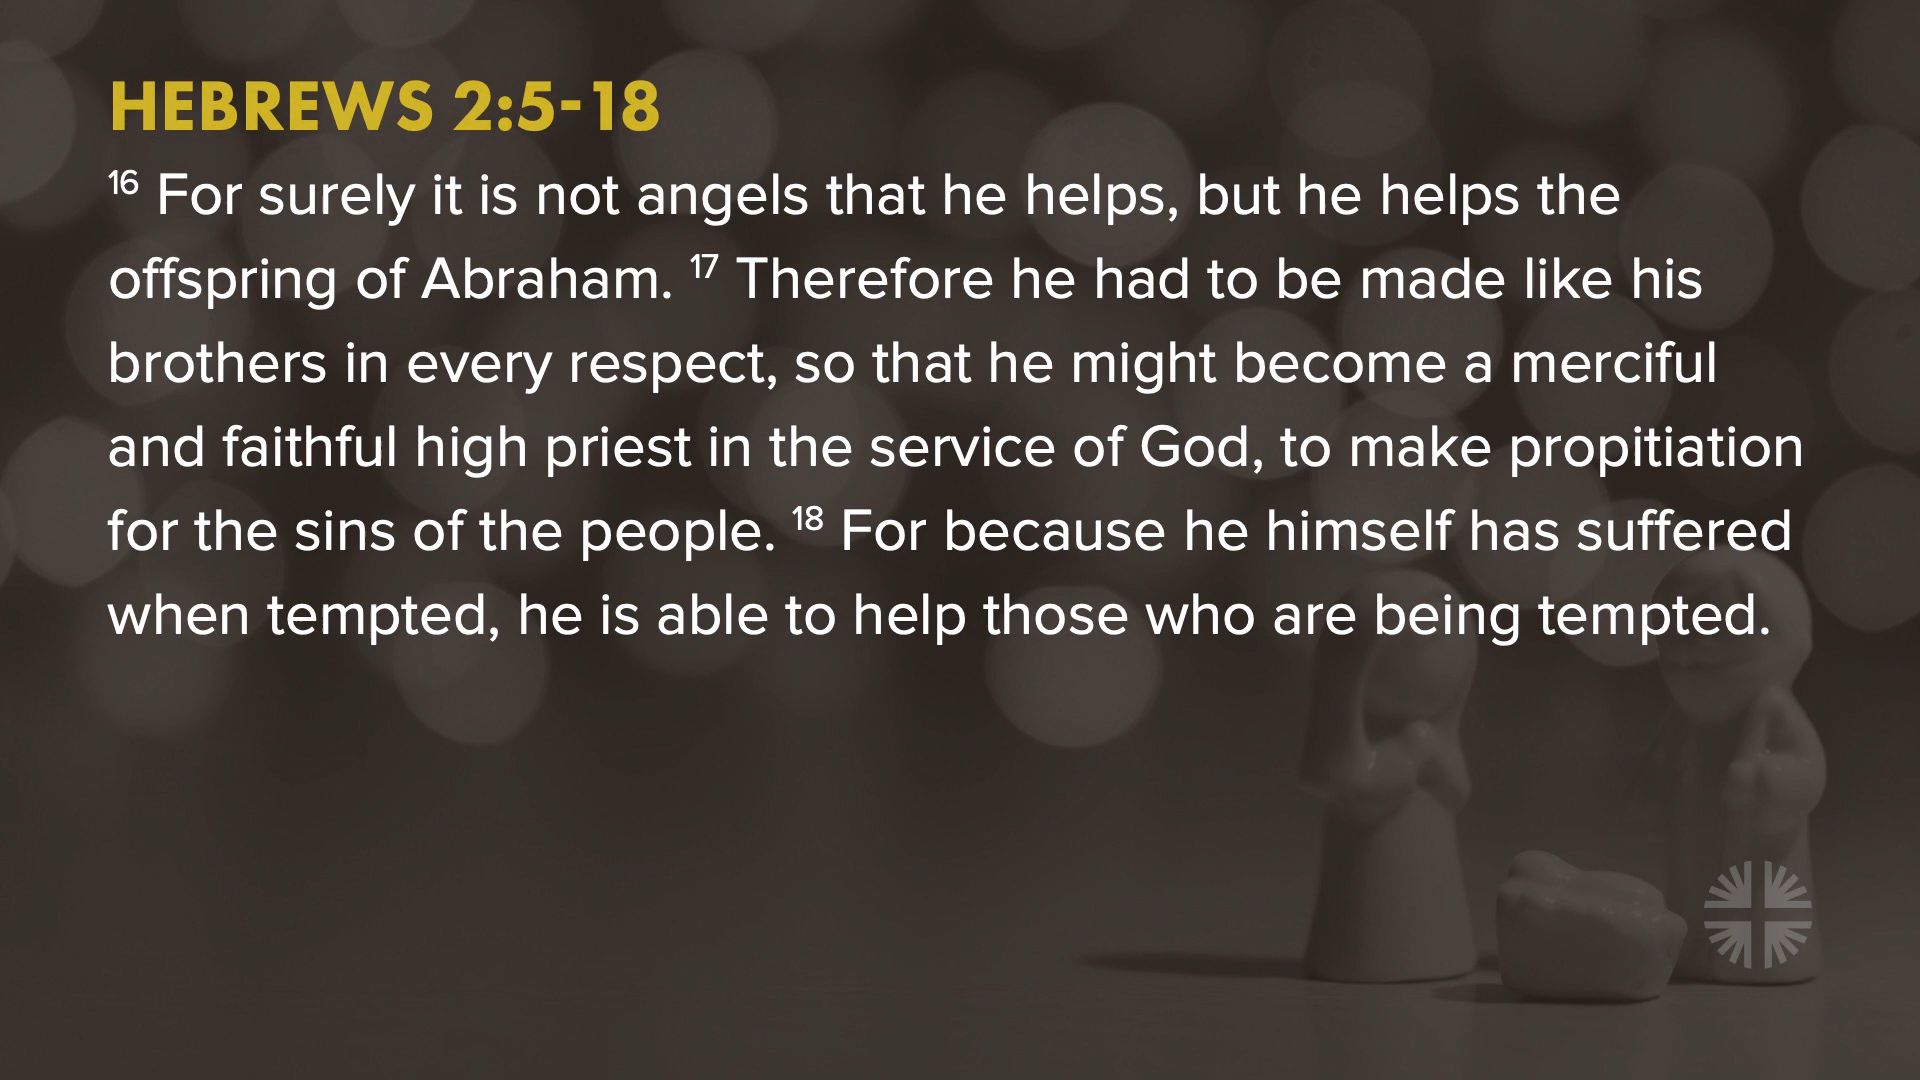 HEBREWS 2:5-18
16 For surely it is not angels that he helps, but he helps the
offspring of Abraham. 17 Therefore he had to be made like his
brothers in every respect, so that he might become a merciful
and faithful high priest in the service of God, to make propitiation
for the sins of the people. 18 For because he himself has suffered
when tempted, he is able to help those who are being tempted.